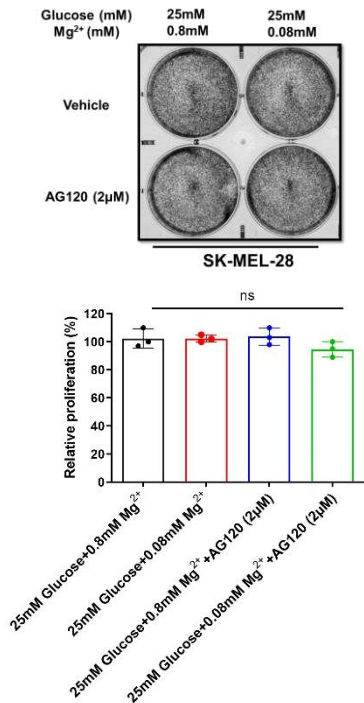 Glucose (mM) 25mM 25mM
Mg²⁺ (mM) 0.8mM 0.08mM
Vehicle
AG120 (2µM)
SK-MEL-28
ns
Relative proliferation (%)
120
100
80
60
40
20
0
25mM Glucose+0.8mM Mg²⁺
25mM Glucose+0.08mM Mg²⁺
25mM Glucose+0.8mM Mg²⁺+AG120 (2µM)
25mM Glucose+0.08mM Mg²⁺+AG120 (2µM)